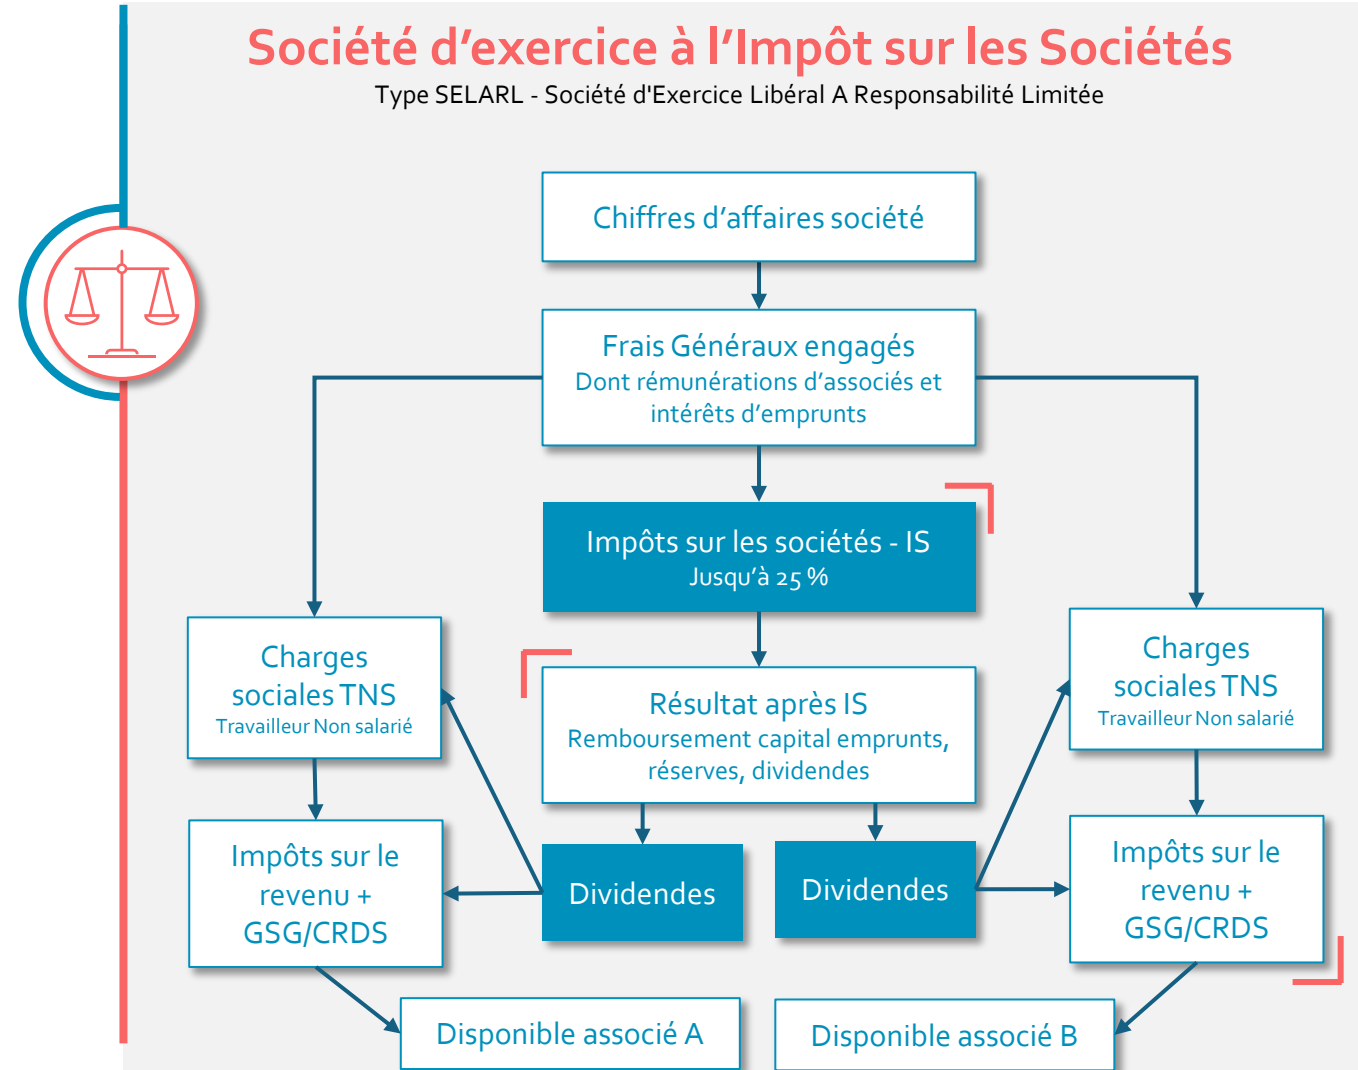 Société d'exercice à l'Impôt sur les Sociétés
Type SELARL - Société d'Exercice Libéral A Responsabilité Limitée
Chiffres d'affaires société
Frais Généraux engagés
Dont rémunérations d'associés et
intérêts d'emprunts
Impôts sur les sociétés - IS
Jusqu'à 25 %
Charges
sociales TNS
Travailleur Non salarié
Résultat après IS
Remboursement capital emprunts,
réserves, dividendes
Charges
sociales TNS
Travailleur Non salarié
Impôts sur le
revenu +
GSG/CRDS
Dividendes
Dividendes
Impôts sur le
revenu +
GSG/CRDS
Disponible associé A
Disponible associé B